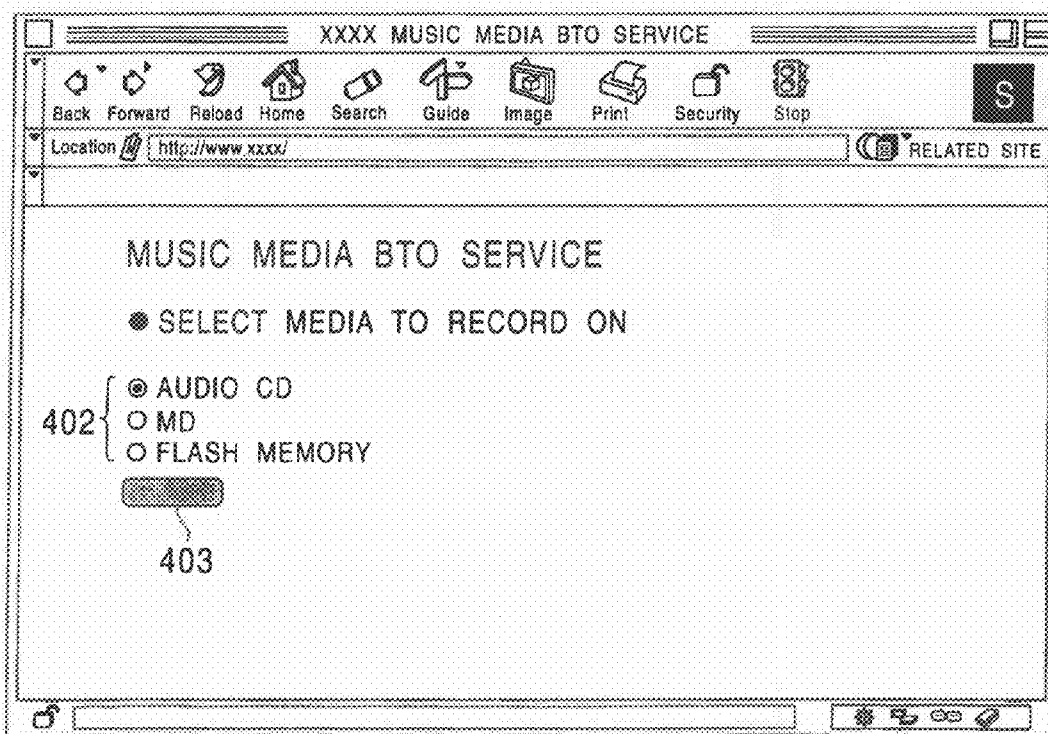 XXXX MUSIC MEDIA BTO SERVICE
Back Forward Reload Home Search Guide Image Print Security Stop
S
Location http://www.xxxx/ RELATED SITE
MUSIC MEDIA BTO SERVICE
● SELECT MEDIA TO RECORD ON
AUDIO CD
402
MD
FLASH MEMORY
403